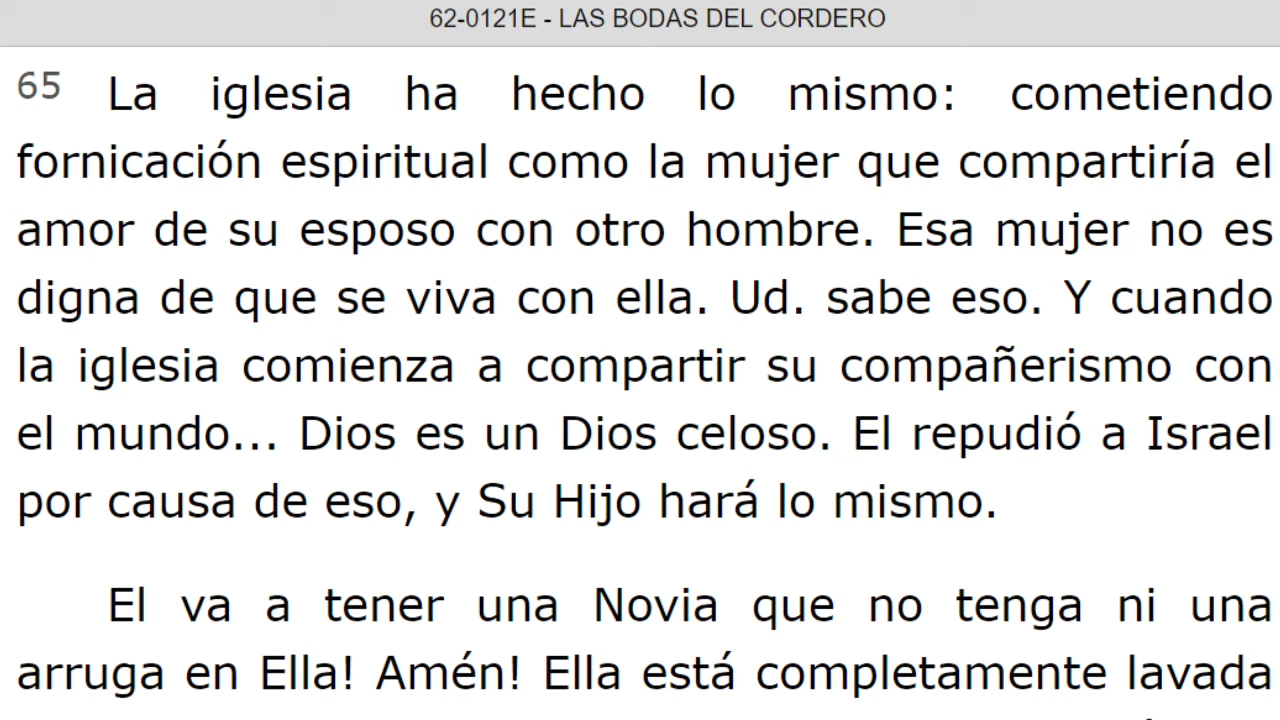 62-0121E - LAS BODAS DEL CORDERO
65 La iglesia ha hecho lo mismo: cometiendo
fornicación espiritual como la mujer que compartiría el
amor de su esposo con otro hombre. Esa mujer no es
digna de que se viva con ella. Ud. sabe eso. Y cuando
la iglesia comienza a compartir su compañerismo con
el mundo... Dios es un Dios celoso. El repudió a Israel
por causa de eso, y Su Hijo hará lo mismo.
El va a tener una Novia que no tenga ni una
arruga en Ella! Amén! Ella está completamente lavada